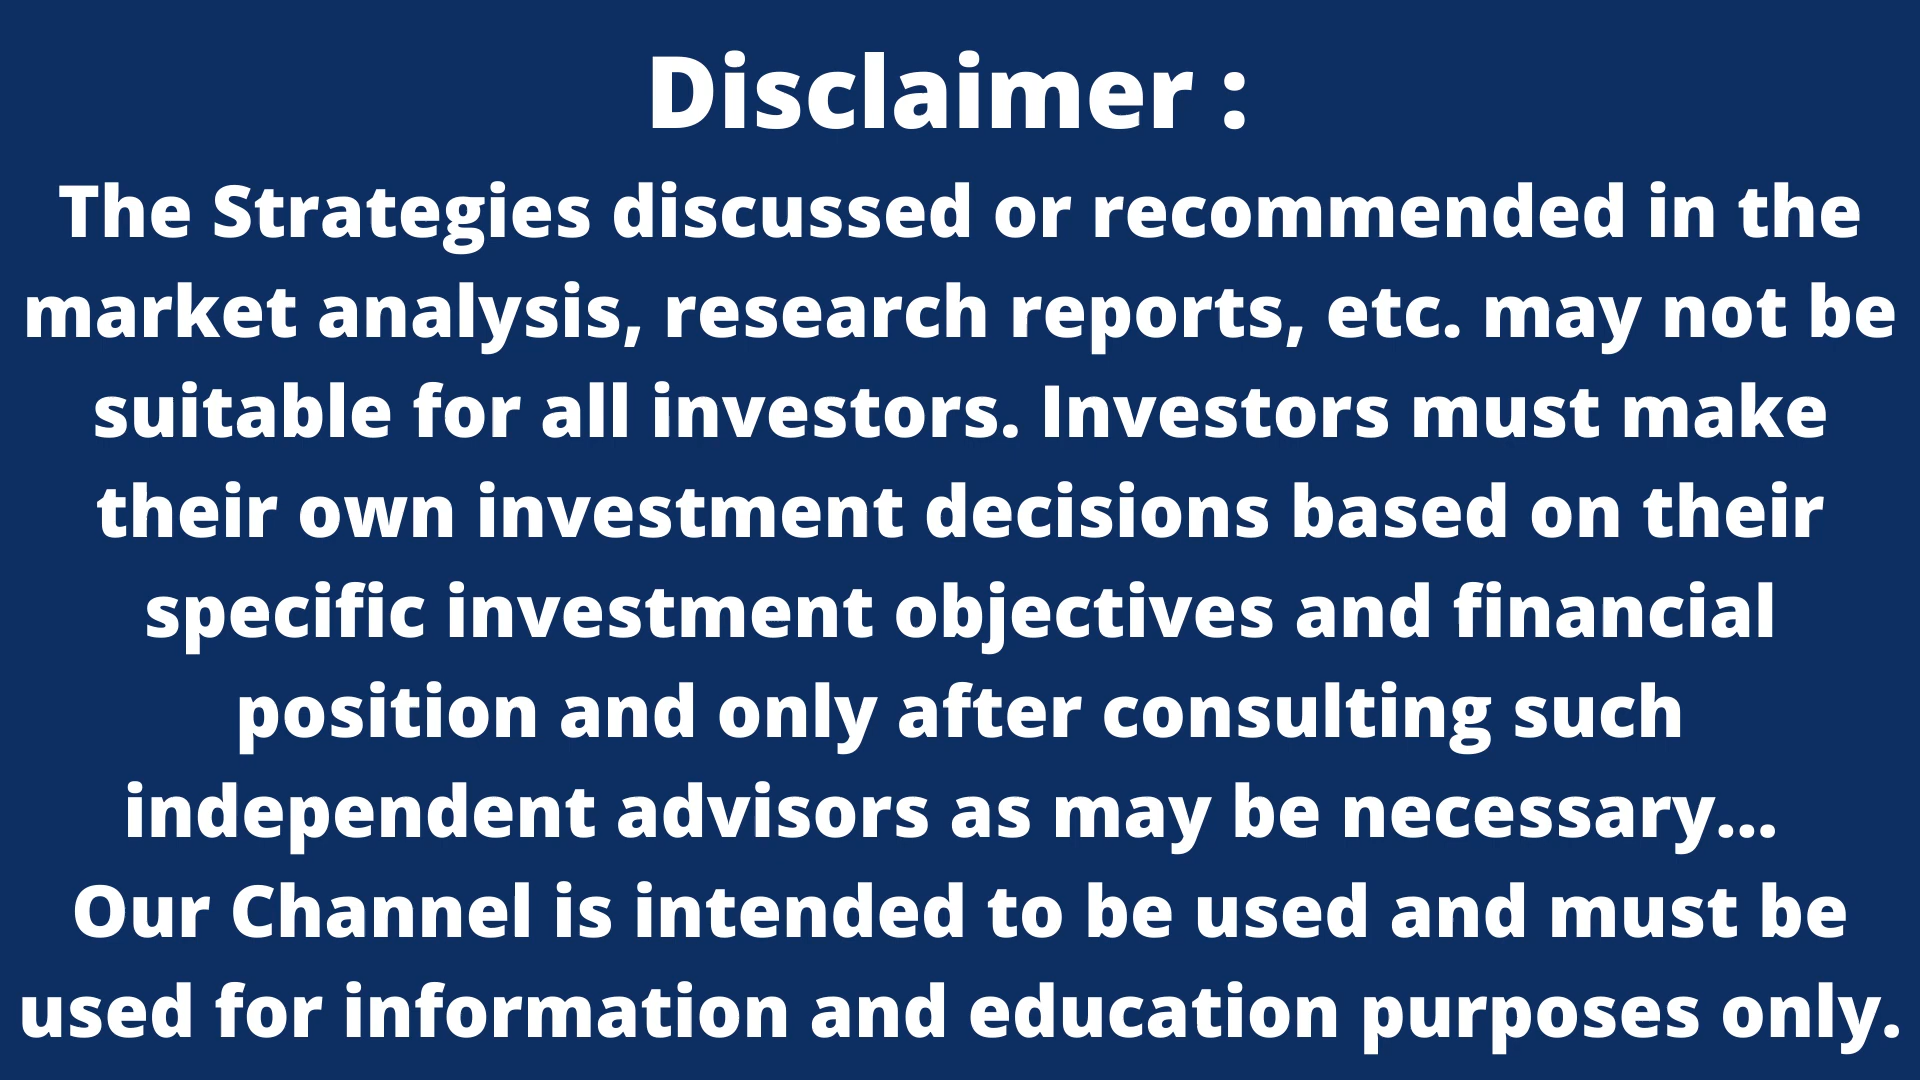 Disclaimer :
The Strategies discussed or recommended in the
market analysis, research reports, etc. may not be
suitable for all investors. Investors must make
their own investment decisions based on their
specific investment objectives and financial
position and only after consulting such
independent advisors as may be necessary...
Our Channel is intended to be used and must be
used for information and education purposes only.